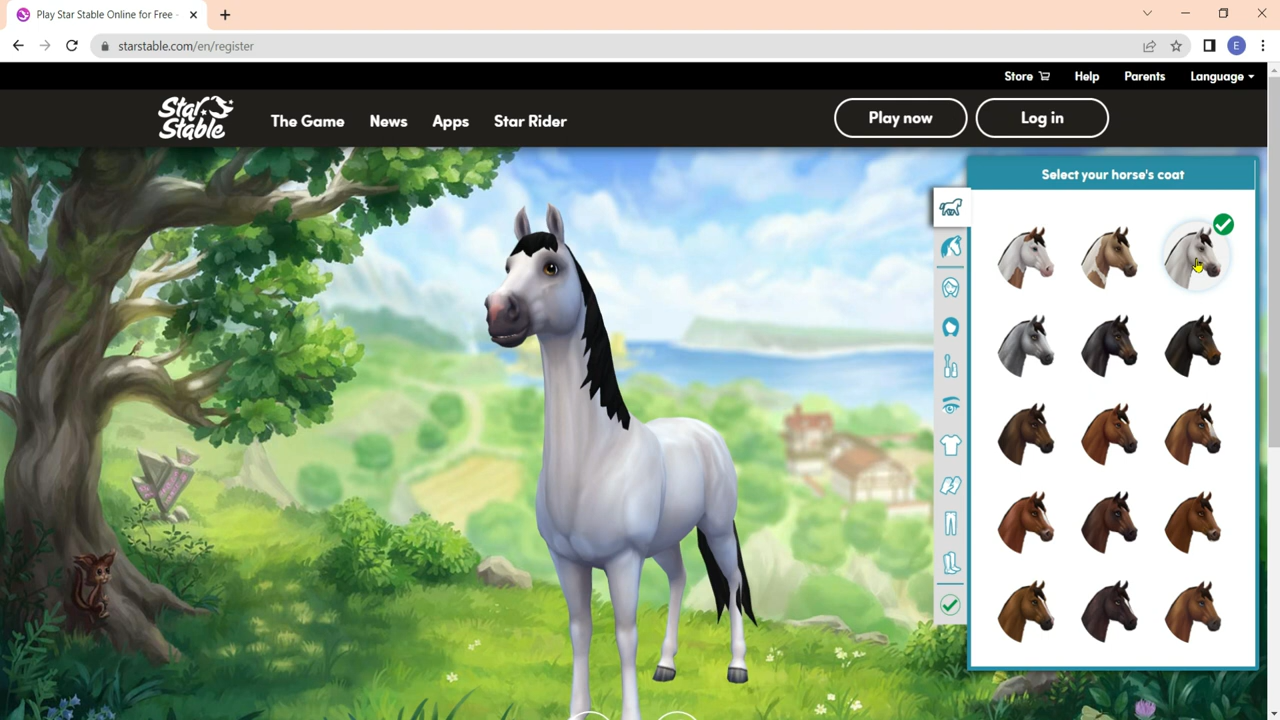 Play Star Stable Online for Free -
starstable.com/en/register
E
Store Help Parents Language
Star Stable
The Game News Apps Star Rider Play now Log in
Select your horse's coat